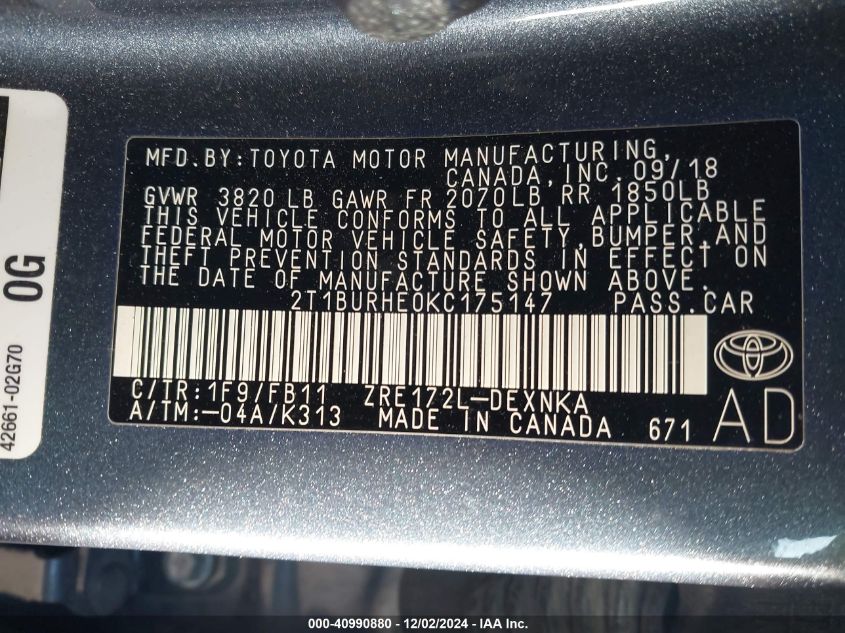 MFD.BY:TOYOTA MOTOR MANUFACTURING,
CANADA,INC. 09/18
GVWR 3820 LB GAWR FR 2070LB RR 1850LB
THIS VEHICLE CONFORMS TO ALL APPLICABLE
FEDERAL MOTOR VEHICLE SAFETY,BUMPER,AND
THEFT PREVENTION STANDARDS IN EFFECT ON
THE DATE OF MANUFACTURE SHOWN ABOVE.
2T1BURHE0KC175147 PASS.CAR
C/TR:1F9/FB11 ZRE172L-DEXNKA
A/TM:-04A/K313 MADE IN CANADA 671
AD
0G
42661-02G70
000-40990880 - 12/02/2024 - IAA Inc.